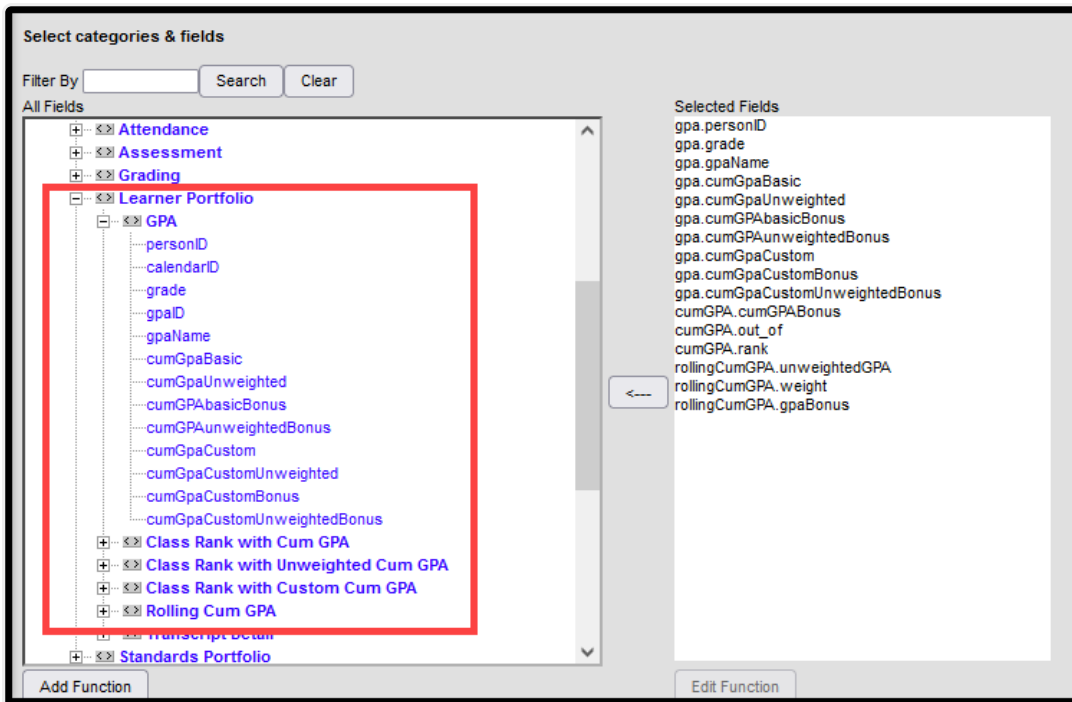 Select categories & fields
Filter By
Search
Clear
All Fields
Attendance
Assessment
Grading
Learner Portfolio
GPA
personID
calendarID
grade
gpaID
gpaName
cumGpaBasic
cumGpaUnweighted
cumGPAbasicBonus
cumGPAunweightedBonus
cumGpaCustom
cumGpaCustomUnweighted
cumGpaCustomBonus
cumGpaCustomUnweightedBonus
Class Rank with Cum GPA
Class Rank with Unweighted Cum GPA
Class Rank with Custom Cum GPA
Rolling Cum GPA
Transcript Detail
Standards Portfolio
Add Function
<---
Selected Fields
gpa.personID
gpa.grade
gpa.gpaName
gpa.cumGpaBasic
gpa.cumGpaUnweighted
gpa.cumGPAbasicBonus
gpa.cumGPAunweightedBonus
gpa.cumGpaCustom
gpa.cumGpaCustomBonus
gpa.cumGpaCustomUnweightedBonus
cumGPA.cumGPABonus
cumGPA.out_of
cumGPA.rank
rollingCumGPA.unweightedGPA
rollingCumGPA.weight
rollingCumGPA.gpaBonus
Edit Function